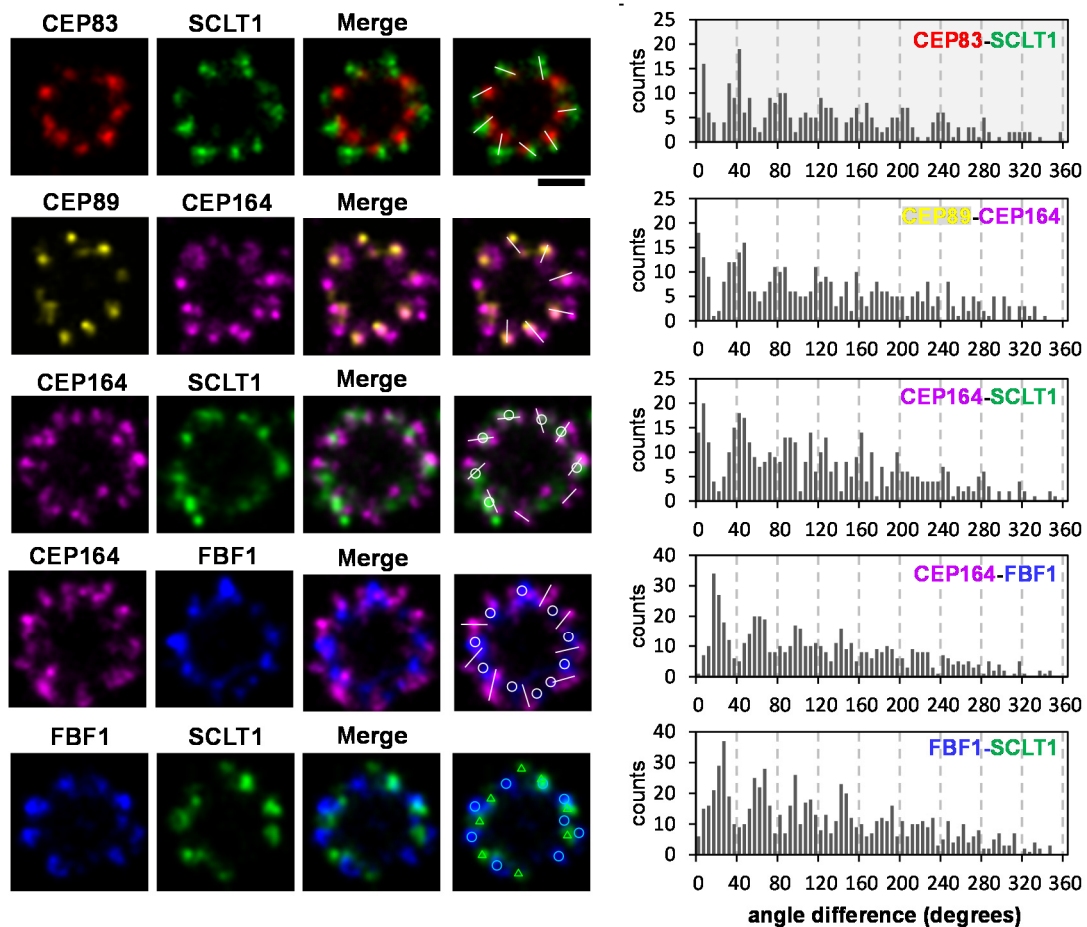 CEP83 SCLT1 Merge
CEP89 CEP164 Merge
CEP164 SCLT1 Merge
CEP164 FBF1 Merge
FBF1 SCLT1 Merge
CEP83-SCLT1
counts
25
20
15
10
5
0
0 40 80 120 160 200 240 280 320 360
CEP89-CEP164
counts
25
20
15
10
5
0
0 40 80 120 160 200 240 280 320 360
CEP164-SCLT1
counts
25
20
15
10
5
0
0 40 80 120 160 200 240 280 320 360
CEP164-FBF1
counts
40
30
20
10
0
0 40 80 120 160 200 240 280 320 360
FBF1-SCLT1
counts
40
30
20
10
0
0 40 80 120 160 200 240 280 320 360
angle difference (degrees)